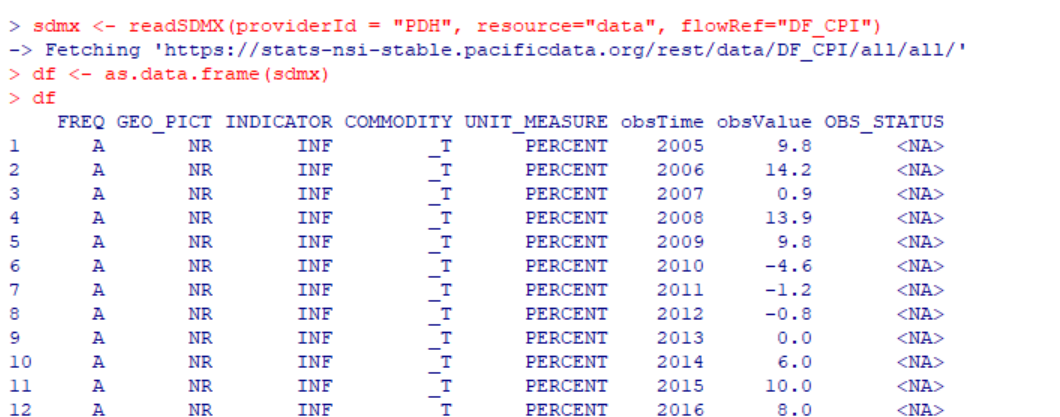 > sdmx <- readSDMX(providerId = "PDH", resource="data", flowRef="DF_CPI")
-> Fetching 'https://stats-nsi-stable.pacificdata.org/rest/data/DF_CPI/all/all/'
> df <- as.data.frame(sdmx)
> df
FREQ GEO_PICT INDICATOR COMMODITY UNIT_MEASURE obsTime obsValue OBS_STATUS
1 A NR INF _T PERCENT 2005 9.8 <NA>
2 A NR INF _T PERCENT 2006 14.2 <NA>
3 A NR INF _T PERCENT 2007 0.9 <NA>
4 A NR INF _T PERCENT 2008 13.9 <NA>
5 A NR INF _T PERCENT 2009 9.8 <NA>
6 A NR INF _T PERCENT 2010 -4.6 <NA>
7 A NR INF _T PERCENT 2011 -1.2 <NA>
8 A NR INF _T PERCENT 2012 -0.8 <NA>
9 A NR INF _T PERCENT 2013 0.0 <NA>
10 A NR INF _T PERCENT 2014 6.0 <NA>
11 A NR INF _T PERCENT 2015 10.0 <NA>
12 A NR INF _T PERCENT 2016 8.0 <NA>